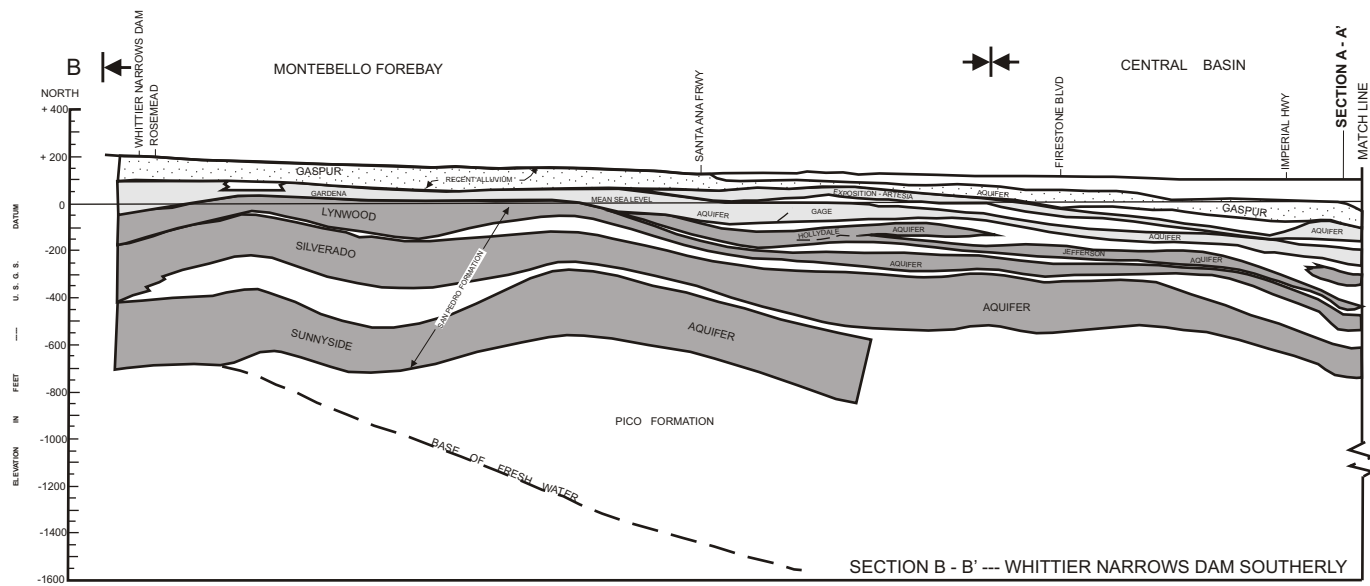 B
MONTEBELLO FOREBAY
CENTRAL BASIN
NORTH
WHITTIER NARROWS DAM
ROSEMEAD
SANTA ANA FRWY
FIRESTONE BLVD
IMPERIAL HWY
SECTION A - A'
MATCH LINE
+ 400
+ 200
0
-200
-400
-600
-800
-1000
-1200
-1400
-1600
ELEVATION IN FEET --- U. S. G. S. DATUM
GASPUR
RECENT ALLUVIUM
GARDENA
MEAN SEA LEVEL
EXPOSITION - ARTESIA
AQUIFER
GASPUR
LYNWOOD
AQUIFER
GAGE
AQUIFER
AQUIFER
HOLLYDALE
AQUIFER
SILVERADO
JEFFERSON
AQUIFER
AQUIFER
SAN PEDRO FORMATION
AQUIFER
SUNNYSIDE
AQUIFER
PICO FORMATION
BASE OF FRESH WATER
SECTION B - B' --- WHITTIER NARROWS DAM SOUTHERLY